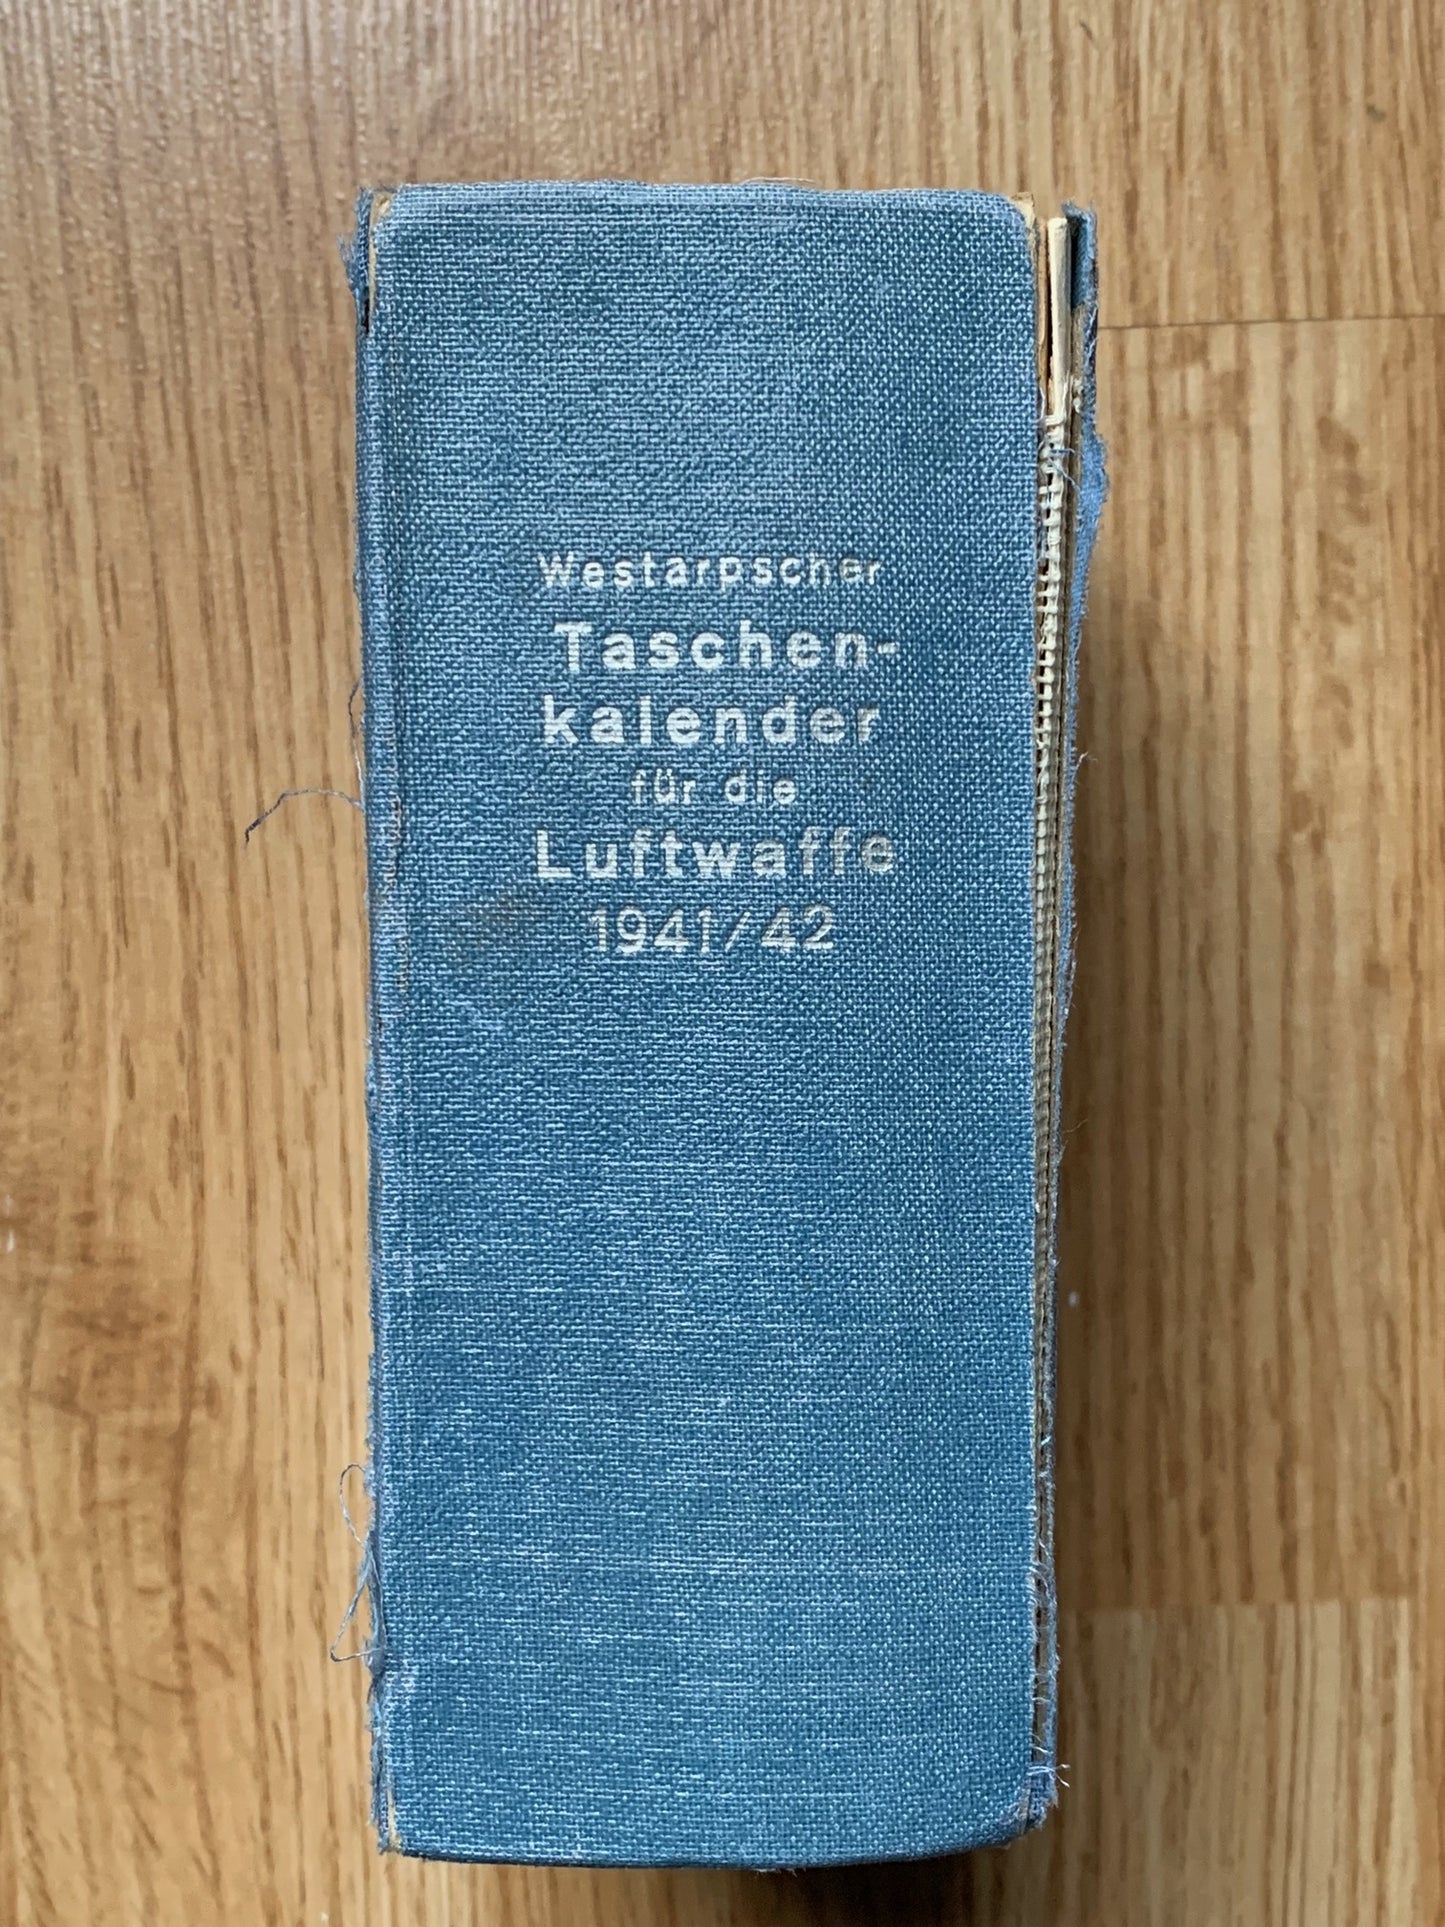 Westarpscher
Taschen-
kalender
für die
Luftwaffe
1941/42